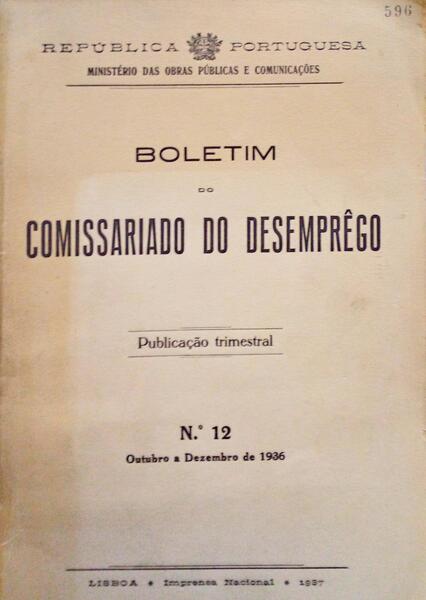 596
REPÚBLICA PORTUGUESA
MINISTÉRIO DAS OBRAS PÚBLICAS E COMUNICAÇÕES
BOLETIM
DO
COMISSARIADO DO DESEMPRÊGO
Publicação trimestral
N.º 12
Outubro a Dezembro de 1936
LISBOA • Imprensa Nacional • 1937